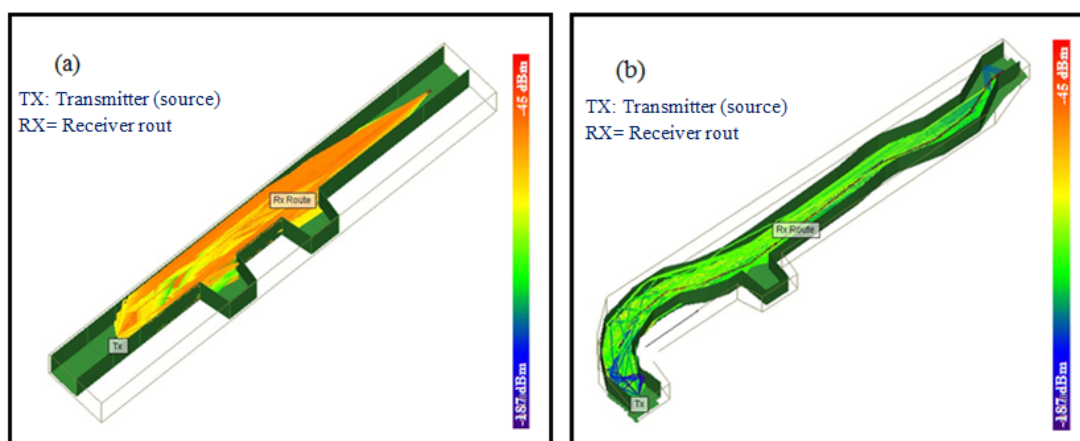 (a)
TX: Transmitter (source)
RX= Receiver rout
Rx Route
Tx
-45 dBm
-187 dBm
(b)
TX: Transmitter (source)
RX= Receiver rout
Rx Route
Tx
-45 dBm
-187 dBm